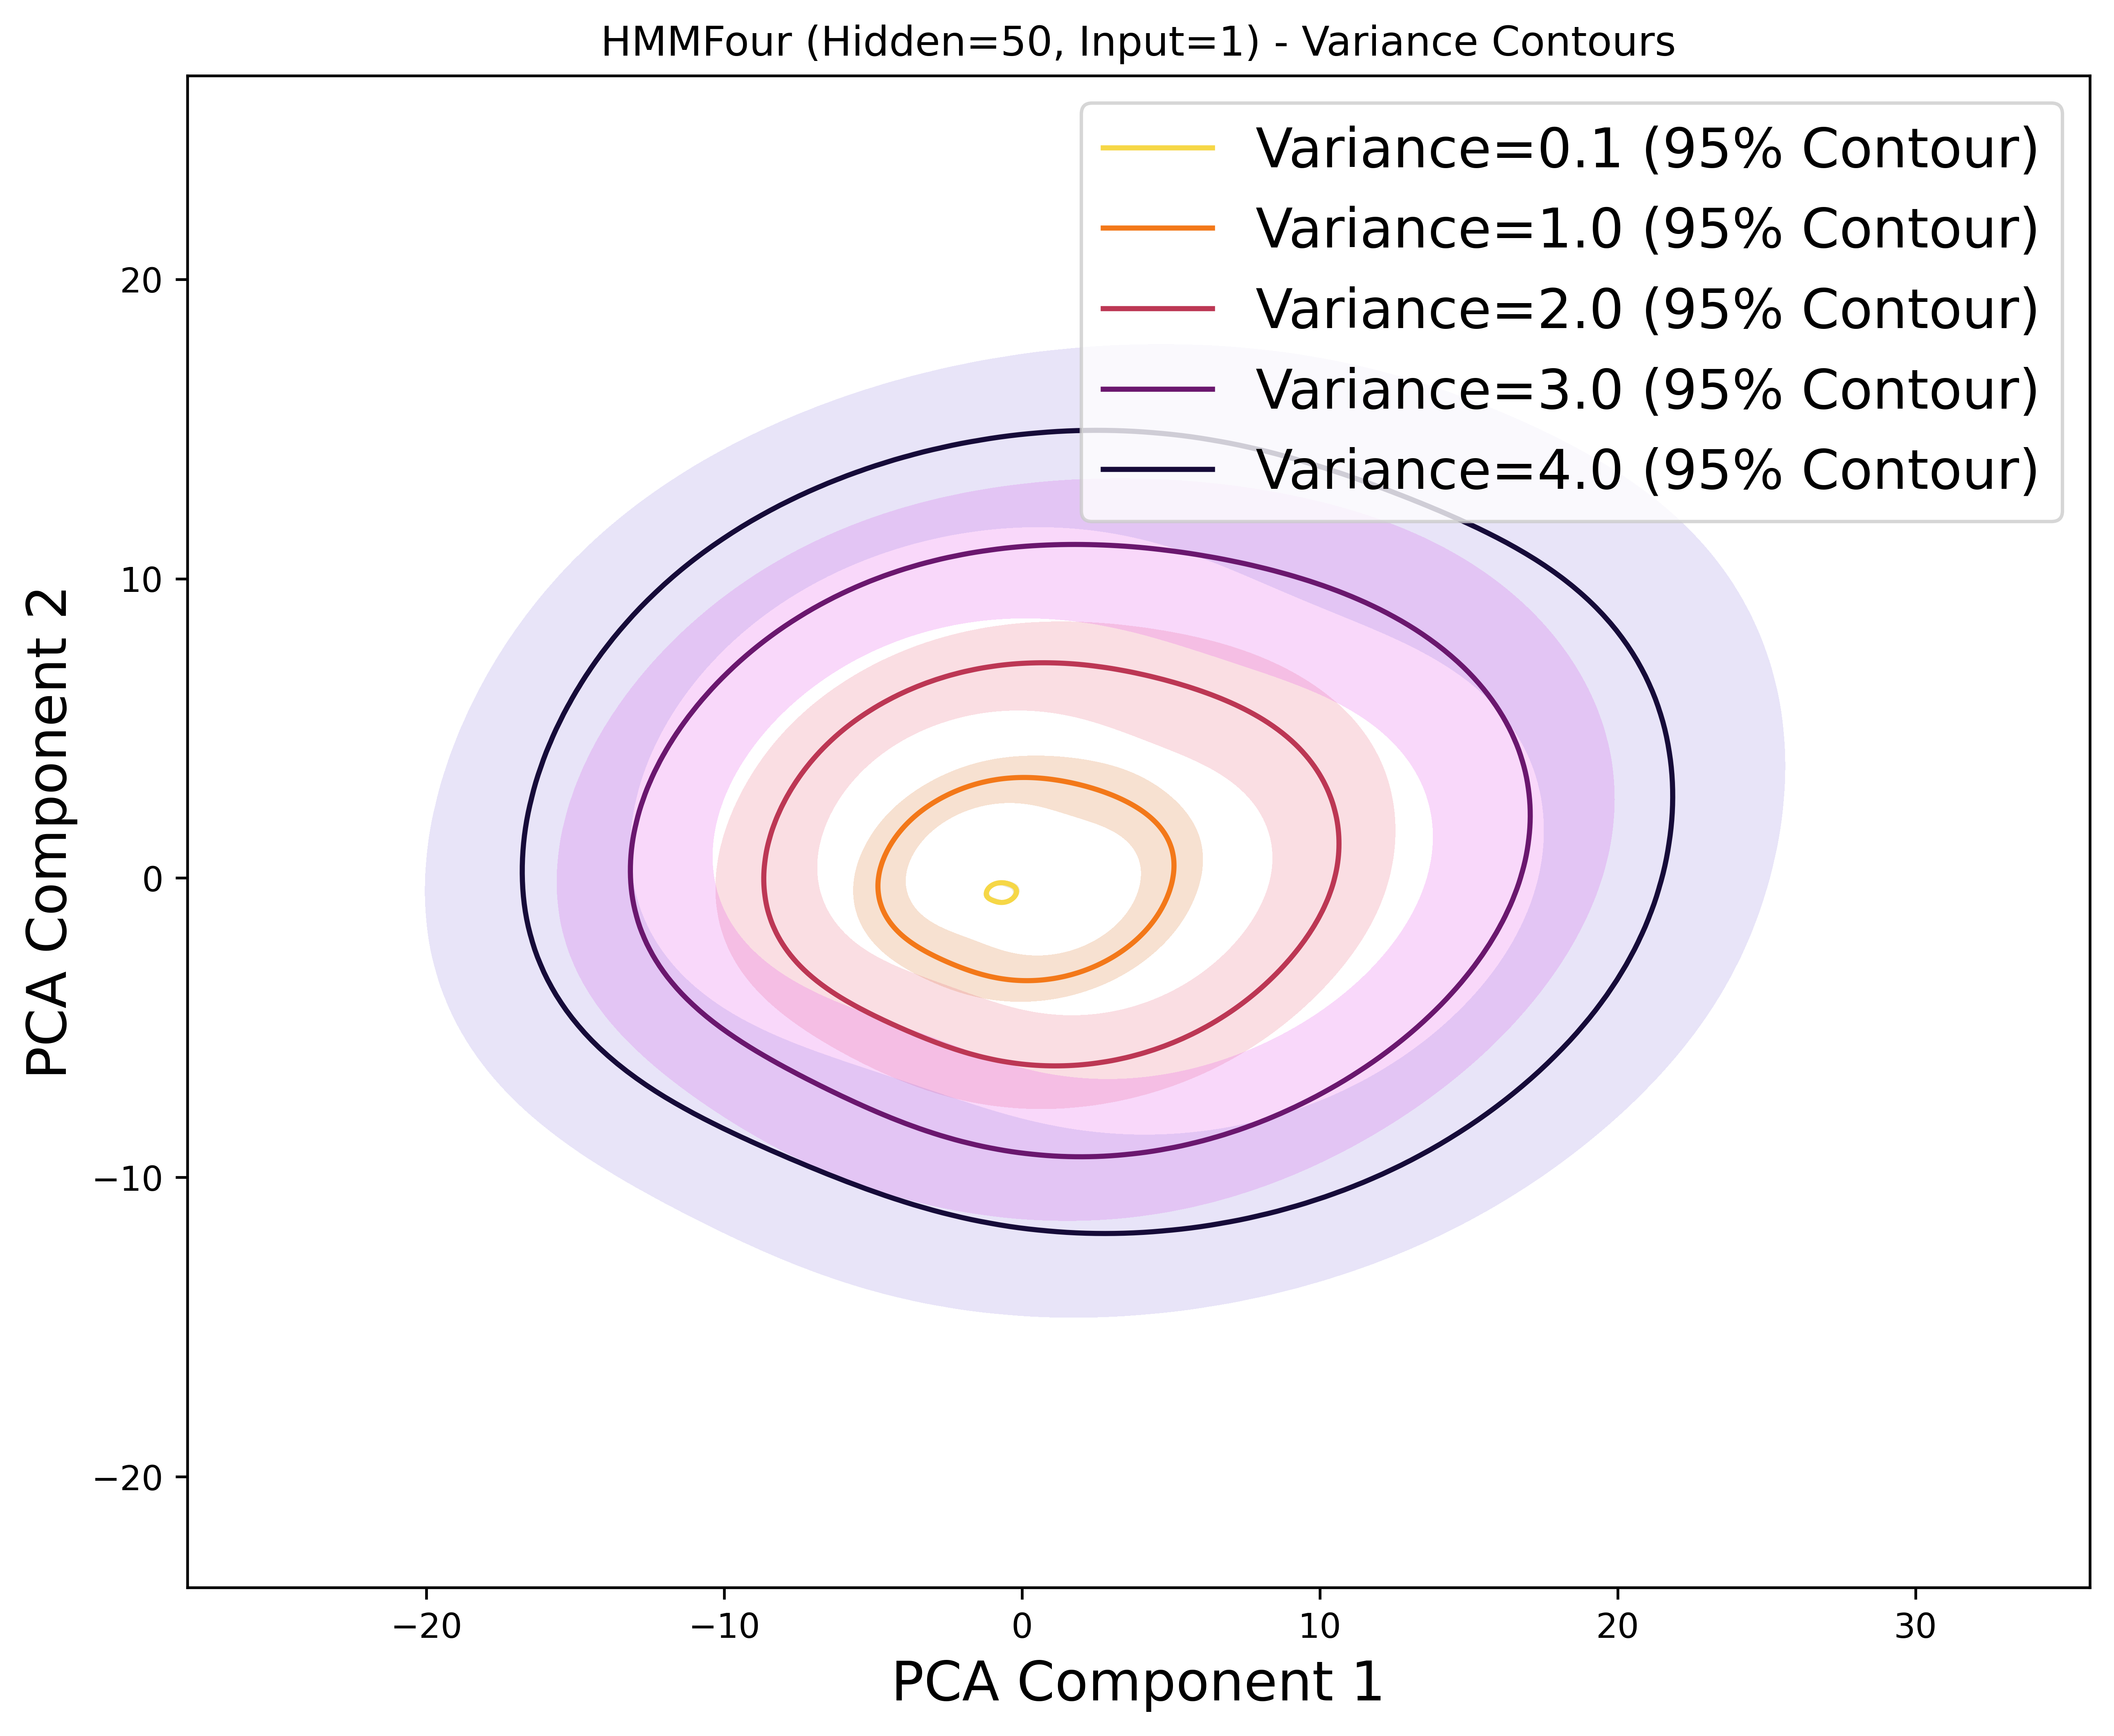 HMMFour (Hidden=50, Input=1) - Variance Contours
Variance=0.1 (95% Contour)
Variance=1.0 (95% Contour)
Variance=2.0 (95% Contour)
Variance=3.0 (95% Contour)
Variance=4.0 (95% Contour)
PCA Component 2
20
10
0
−10
−20
−20 −10 0 10 20 30
PCA Component 1